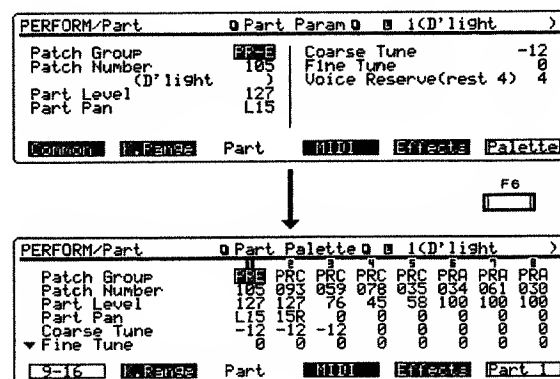 PERFORM/Part Part Param 1(D'light )
Patch Group PR-E
Patch Number 105
(D'light )
Part Level 127
Part Pan L15
Coarse Tune -12
Fine Tune 0
Voice Reserve(rest 4) 4
Common K.Range Part MIDI Effects Palette
F6
PERFORM/Part Part Palette 1(D'light )
1 2 3 4 5 6 7 8
Patch Group PRE PRC PRC PRC PRC PRA PRA PRA
Patch Number 105 093 059 078 035 034 061 030
Part Level 127 127 76 45 58 100 100 100
Part Pan L15 15R 0 0 0 0 0 0
Coarse Tune -12 -12 -12 0 0 0 0 0
Fine Tune 0 0 0 0 0 0 0 0
9-16 K.Range Part MIDI Effects Part 1